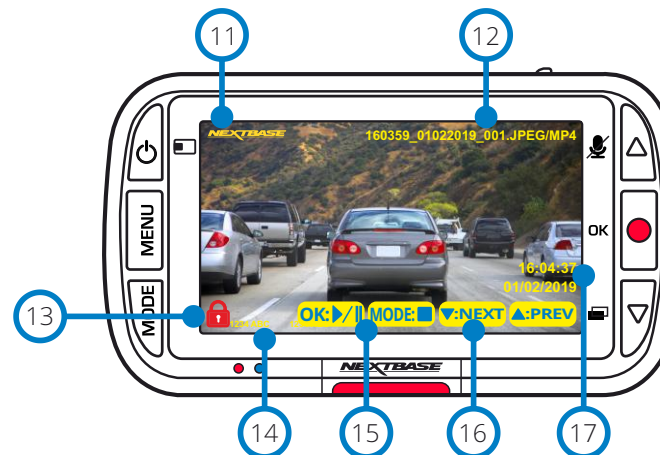 11
12
NEXTBASE
160359_01022019_001.JPEG/MP4
MENU
OK
16:04:37
01/02/2019
13
MODE
OK:▶/|| MODE:■ ▼:NEXT ▲:PREV
NEXTBASE
14
15
16
17